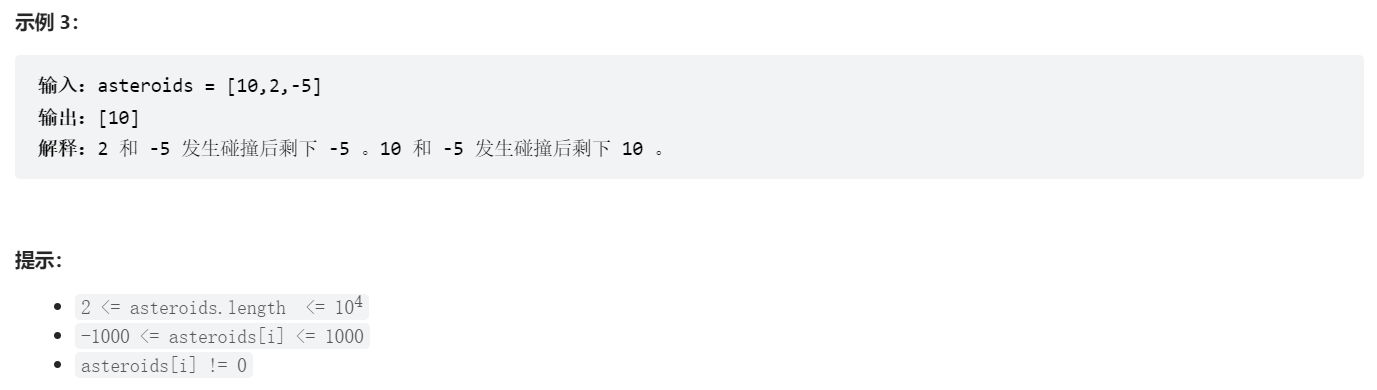 示例 3：
输入：asteroids = [10,2,-5]
输出：[10]
解释：2 和 -5 发生碰撞后剩下 -5 。10 和 -5 发生碰撞后剩下 10 。
提示：
2 <= asteroids.length  <= 10⁴
-1000 <= asteroids[i] <= 1000
asteroids[i] != 0